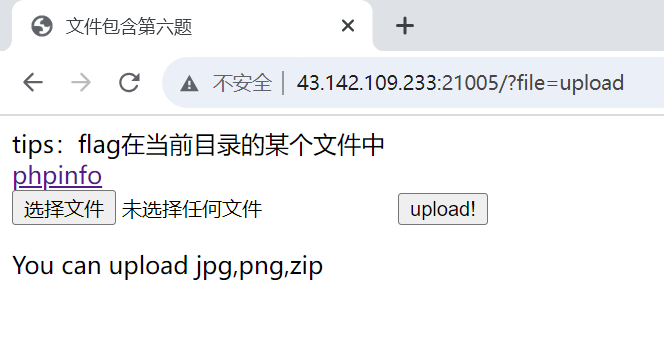 文件包含第六题
不安全 43.142.109.233:21005/?file=upload
tips：flag在当前目录的某个文件中
phpinfo
选择文件 未选择任何文件 upload!
You can upload jpg,png,zip